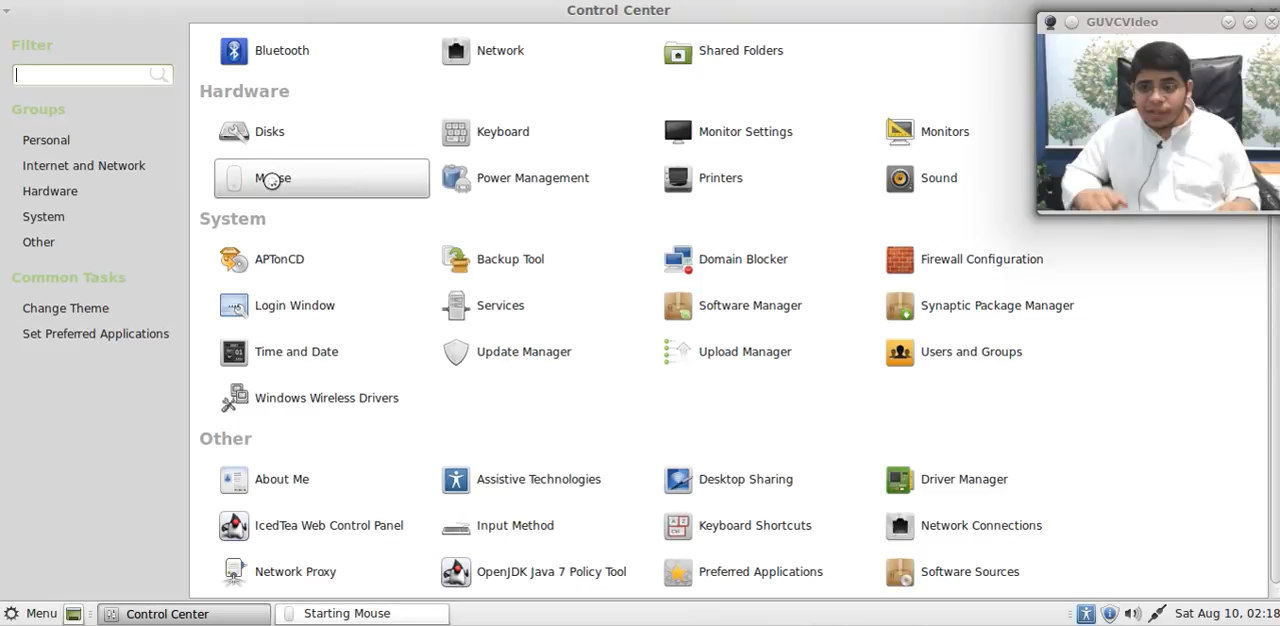 Control Center
GUVCVIdeo
Filter
Groups
Personal
Internet and Network
Hardware
System
Other
Common Tasks
Change Theme
Set Preferred Applications
Bluetooth
Network
Shared Folders
Hardware
Disks
Keyboard
Monitor Settings
Monitors
Mouse
Power Management
Printers
Sound
System
APTonCD
Backup Tool
Domain Blocker
Firewall Configuration
Login Window
Services
Software Manager
Synaptic Package Manager
Time and Date
Update Manager
Upload Manager
Users and Groups
Windows Wireless Drivers
Other
About Me
Assistive Technologies
Desktop Sharing
Driver Manager
IcedTea Web Control Panel
Input Method
Keyboard Shortcuts
Network Connections
Network Proxy
OpenJDK Java 7 Policy Tool
Preferred Applications
Software Sources
Menu
Control Center
Starting Mouse
Sat Aug 10, 02:18